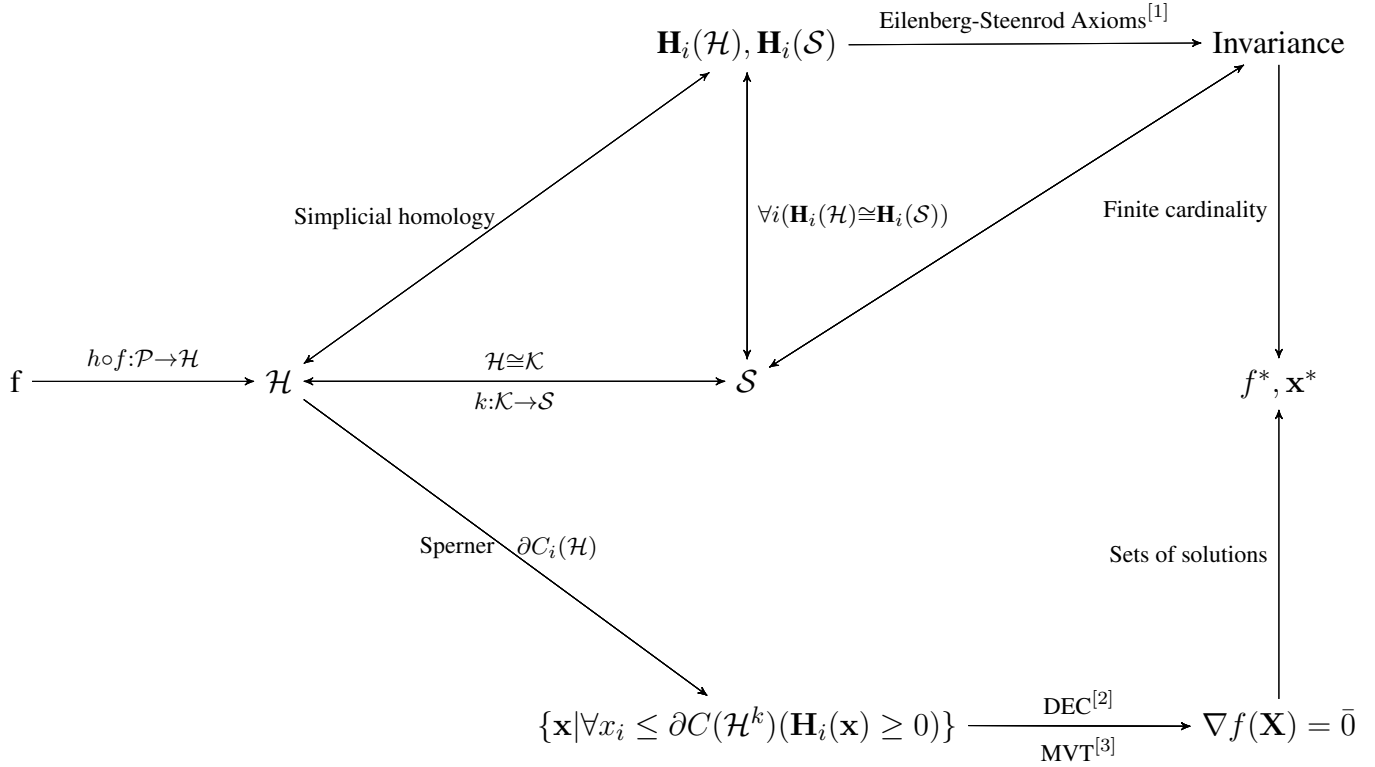 Eilenberg-Steenrod Axioms[1]
𝐇ᵢ(ℋ), 𝐇ᵢ(𝒮)
Invariance
Simplicial homology
∀i(𝐇ᵢ(ℋ)≅𝐇ᵢ(𝒮))
Finite cardinality
h∘f:𝒫→ℋ
ℋ≅𝒦
f
ℋ
𝒮
f*, 𝐱*
k:𝒦→𝒮
Sperner
∂Cᵢ(ℋ)
Sets of solutions
DEC[2]
{𝐱|∀xᵢ ≤ ∂C(ℋᵏ)(𝐇ᵢ(𝐱) ≥ 0)}
∇f(𝐗) = 0̄
MVT[3]